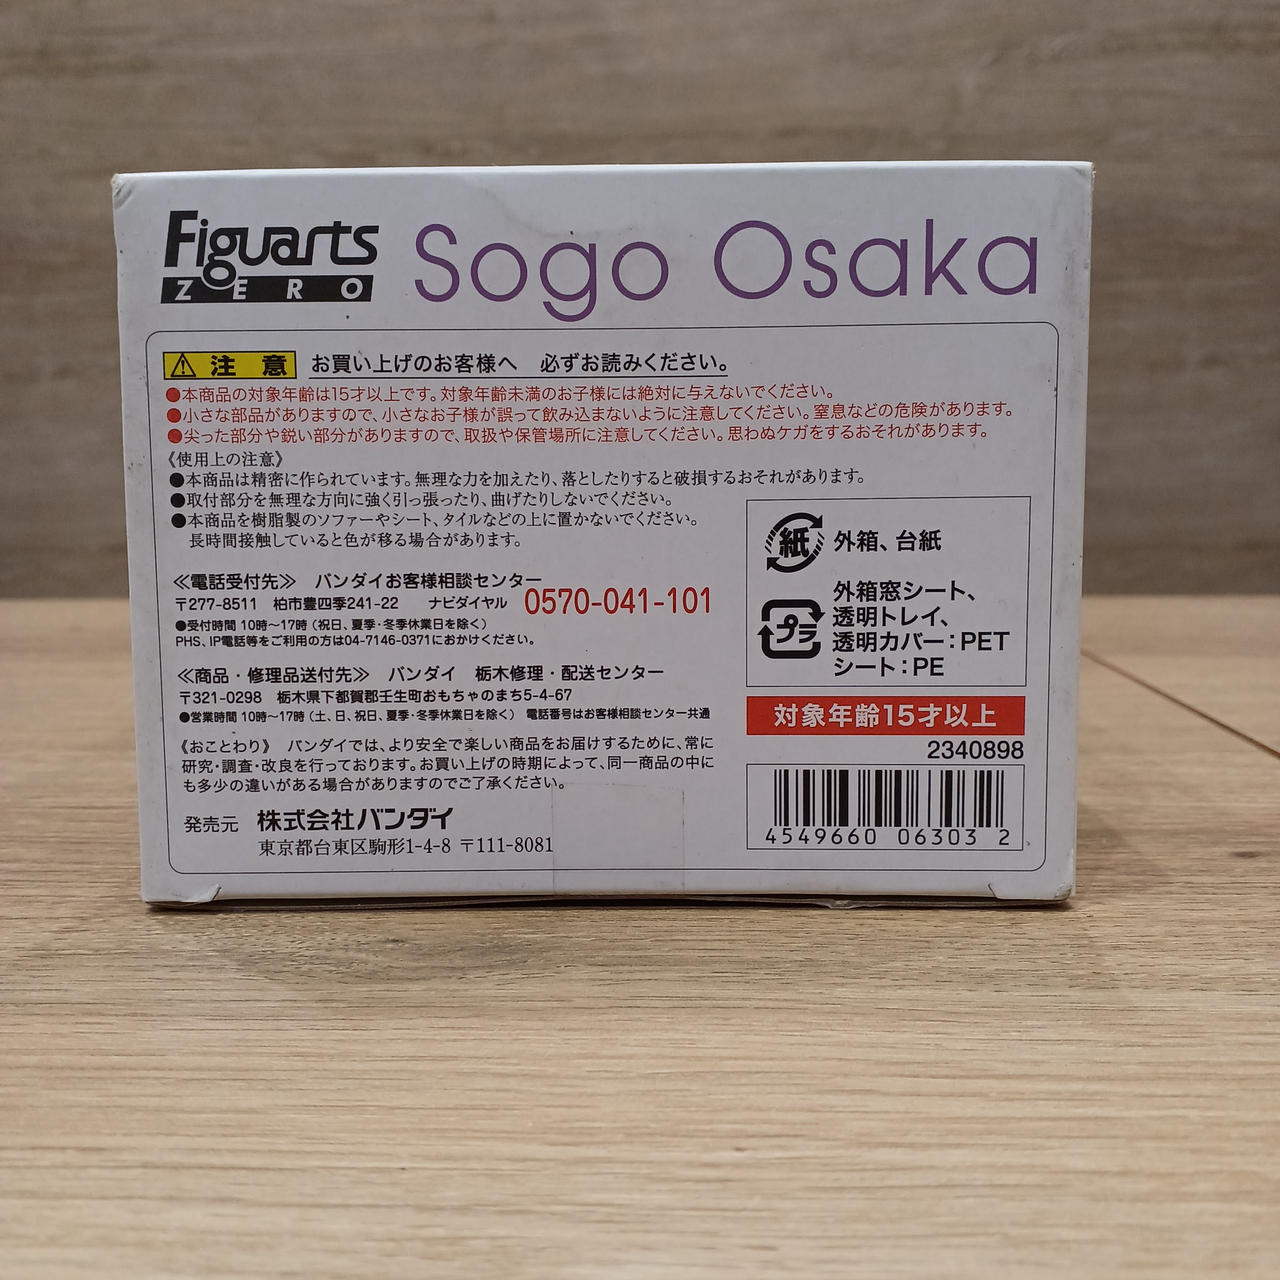 Figuarts
ZERO
Sogo Osaka
注意 お買い上げのお客様へ 必ずお読みください。
●本商品の対象年齢は15才以上です。対象年齢未満のお子様には絶対に与えないでください。
●小さな部品がありますので、小さなお子様が誤って飲み込まないように注意してください。窒息などの危険があります。
●尖った部分や鋭い部分がありますので、取扱や保管場所に注意してください。思わぬケガをするおそれがあります。
《使用上の注意》
●本商品は精密に作られています。無理な力を加えたり、落としたりすると破損するおそれがあります。
●取付部分を無理な方向に強く引っ張ったり、曲げたりしないでください。
●本商品を樹脂製のソファーやシート、タイルなどの上に置かないでください。
長時間接触していると色が移る場合があります。
≪電話受付先≫ バンダイお客様相談センター
〒277-8511 柏市豊四季241-22 ナビダイヤル 0570-041-101
●受付時間 10時～17時(祝日、夏季・冬季休業日を除く)
PHS、IP電話等をご利用の方は04-7146-0371におかけください。
≪商品・修理品送付先≫ バンダイ 栃木修理・配送センター
〒321-0298 栃木県下都賀郡壬生町おもちゃのまち5-4-67
●営業時間 10時～17時(土、日、祝日、夏季・冬季休業日を除く) 電話番号はお客様相談センター共通
《おことわり》 バンダイでは、より安全で楽しい商品をお届けするために、常に
研究・調査・改良を行っております。お買い上げの時期によって、同一商品の中に
も多少の違いがある場合がありますのでご了承ください。
発売元 株式会社バンダイ
東京都台東区駒形1-4-8 〒111-8081
紙 外箱、台紙
プラ 外箱窓シート、
透明トレイ、
透明カバー：PET
シート：PE
対象年齢15才以上
2340898
4549660 06303 2